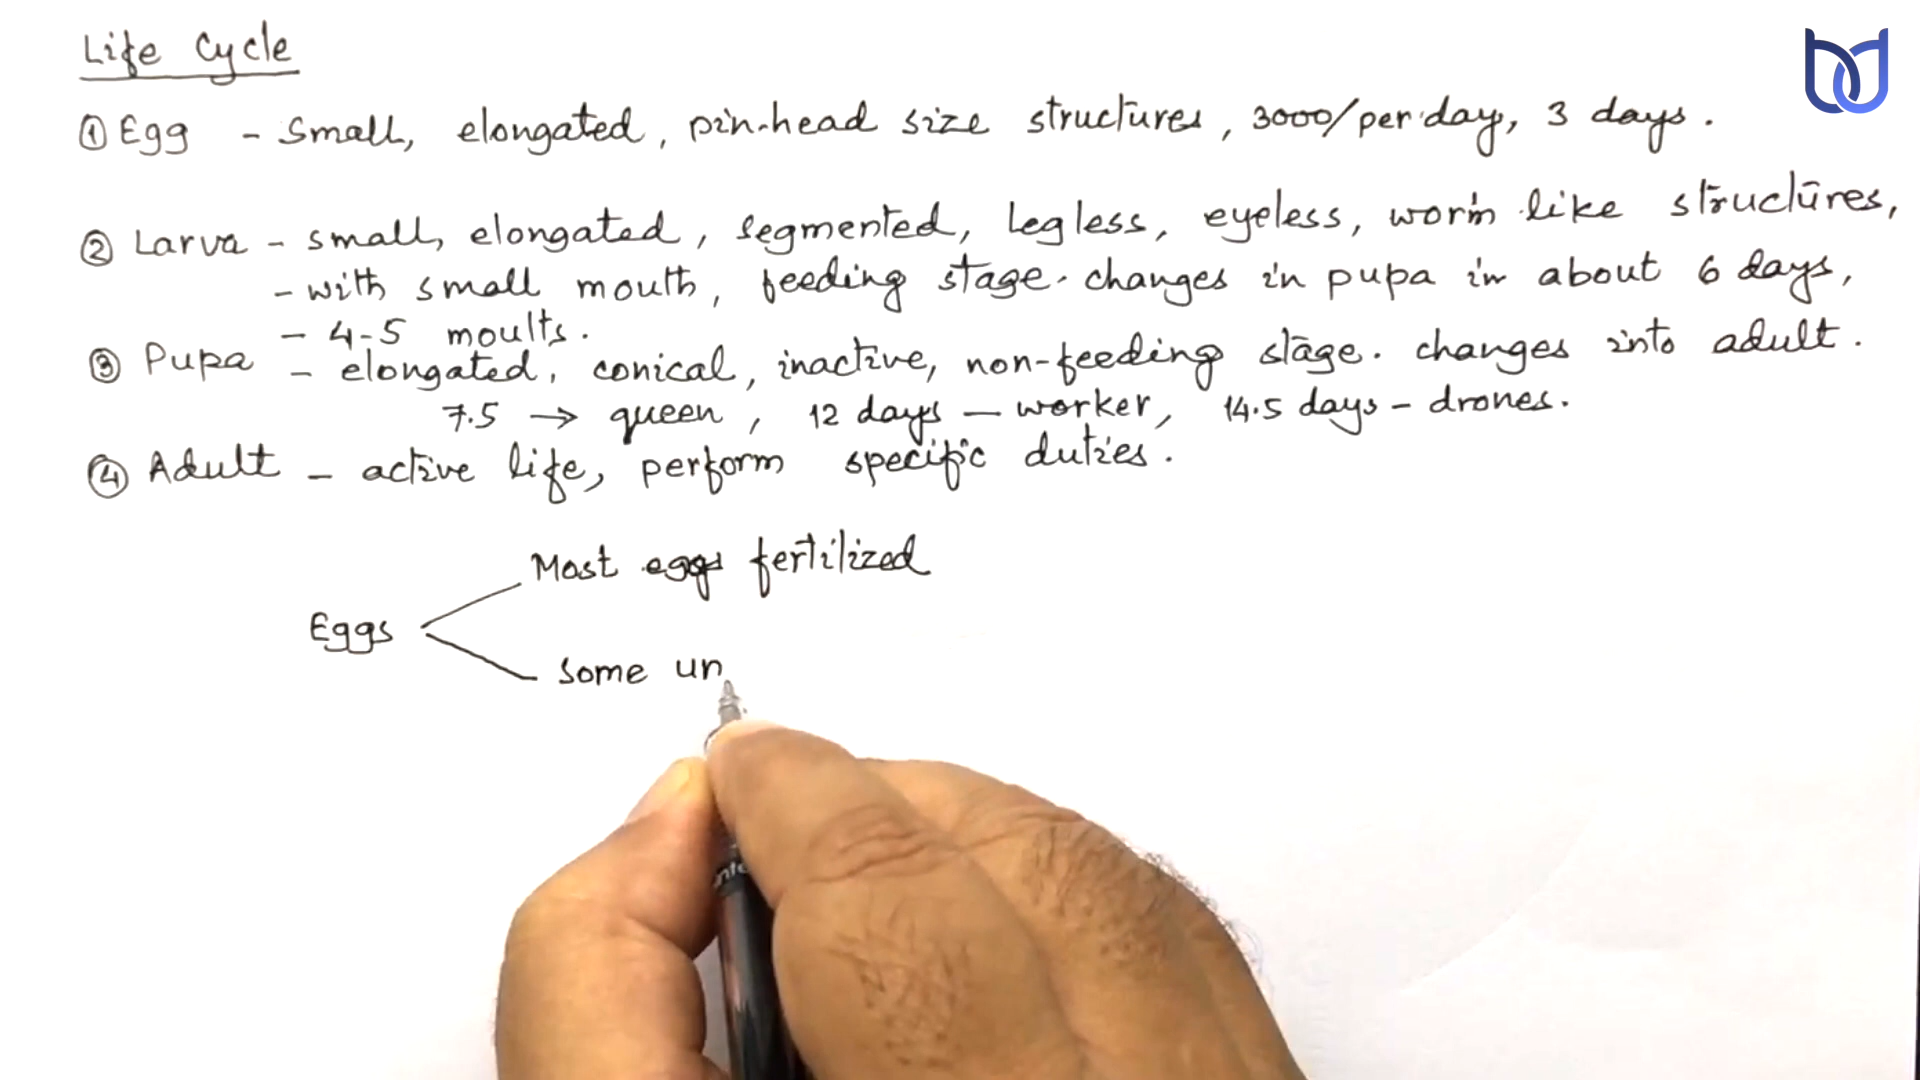 Life Cycle
① Egg - Small, elongated, pin-head size structures, 3000/per day, 3 days.
② Larva - small, elongated, segmented, legless, eyeless, worm like structures,
- with small mouth, feeding stage. changes in pupa in about 6 days,
- 4-5 moults.
③ Pupa - elongated, conical, inactive, non-feeding stage. changes into adult.
7.5 → queen, 12 days - worker, 14.5 days - drones.
④ Adult - active life, perform specific duties.
Most eggs fertilized
Eggs
Some un